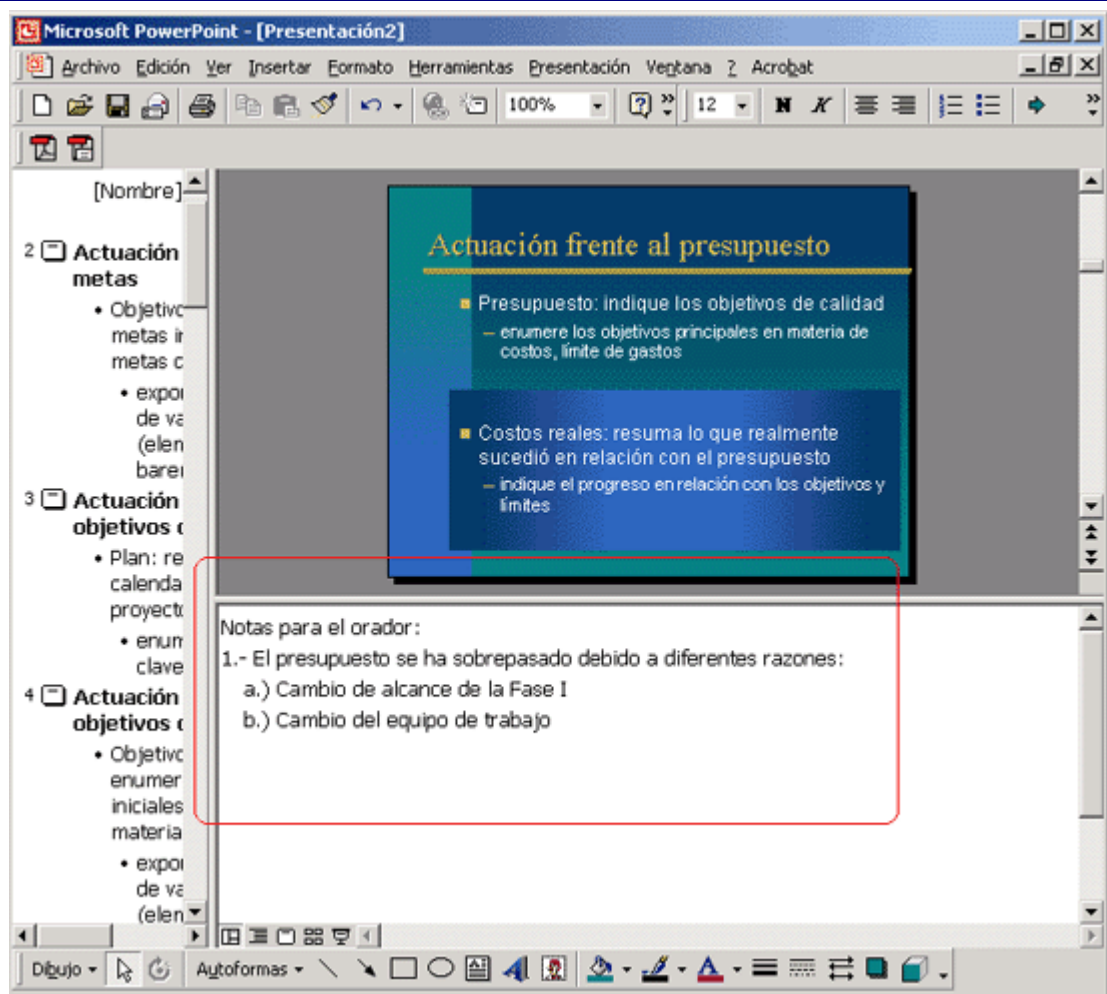 Microsoft PowerPoint - [Presentación2]
Archivo Edición Ver Insertar Formato Herramientas Presentación Ventana ? Acrobat
100% 12 N K
[Nombre]
2 Actuación
metas
• Objetivo
metas in
metas c
• expo
de va
(elen
bare
3 Actuación
objetivos
• Plan: re
calenda
proyecto
• enum
clave
4 Actuación
objetivos
• Objetivo
enumer
iniciales
materia
• expo
de va
(elen
Actuación frente al presupuesto
Presupuesto: indique los objetivos de calidad
– enumere los objetivos principales en materia de
costos, límite de gastos
Costos reales: resuma lo que realmente
sucedió en relación con el presupuesto
– indique el progreso en relación con los objetivos y
límites
Notas para el orador:
1.- El presupuesto se ha sobrepasado debido a diferentes razones:
a.) Cambio de alcance de la Fase I
b.) Cambio del equipo de trabajo
Dibujo Autoformas